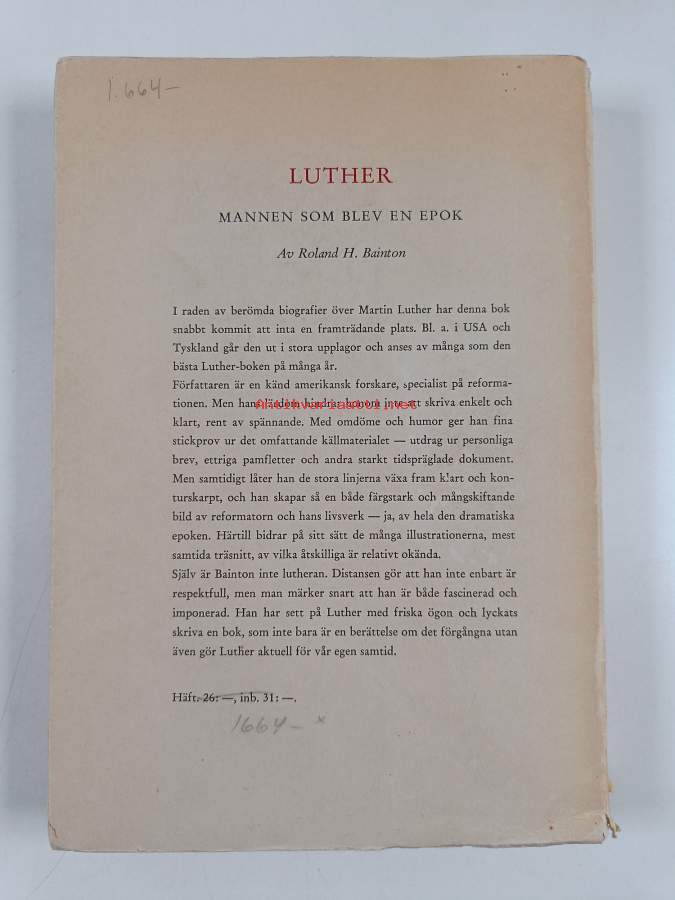 1.664–
LUTHER
MANNEN SOM BLEV EN EPOK
Av Roland H. Bainton
I raden av berömda biografier över Martin Luther har denna bok
snabbt kommit att inta en framträdande plats. Bl. a. i USA och
Tyskland går den ut i stora upplagor och anses av många som den
bästa Luther-boken på många år.
Författaren är en känd amerikansk forskare, specialist på reforma-
tionen. Men hans lärdom hindrar honom inte att skriva enkelt och
Antikvariaatti.net
klart, rent av spännande. Med omdöme och humor ger han fina
stickprov ur det omfattande källmaterialet — utdrag ur personliga
brev, ettriga pamfletter och andra starkt tidspräglade dokument.
Men samtidigt låter han de stora linjerna växa fram klart och kon-
turskarpt, och han skapar så en både färgstark och mångskiftande
bild av reformatorn och hans livsverk — ja, av hela den dramatiska
epoken. Härtill bidrar på sitt sätt de många illustrationerna, mest
samtida träsnitt, av vilka åtskilliga är relativt okända.
Själv är Bainton inte lutheran. Distansen gör att han inte enbart är
respektfull, men man märker snart att han är både fascinerad och
imponerad. Han har sett på Luther med friska ögon och lyckats
skriva en bok, som inte bara är en berättelse om det förgångna utan
även gör Luther aktuell för vår egen samtid.
Häft. 26: —, inb. 31: —.
1664– x